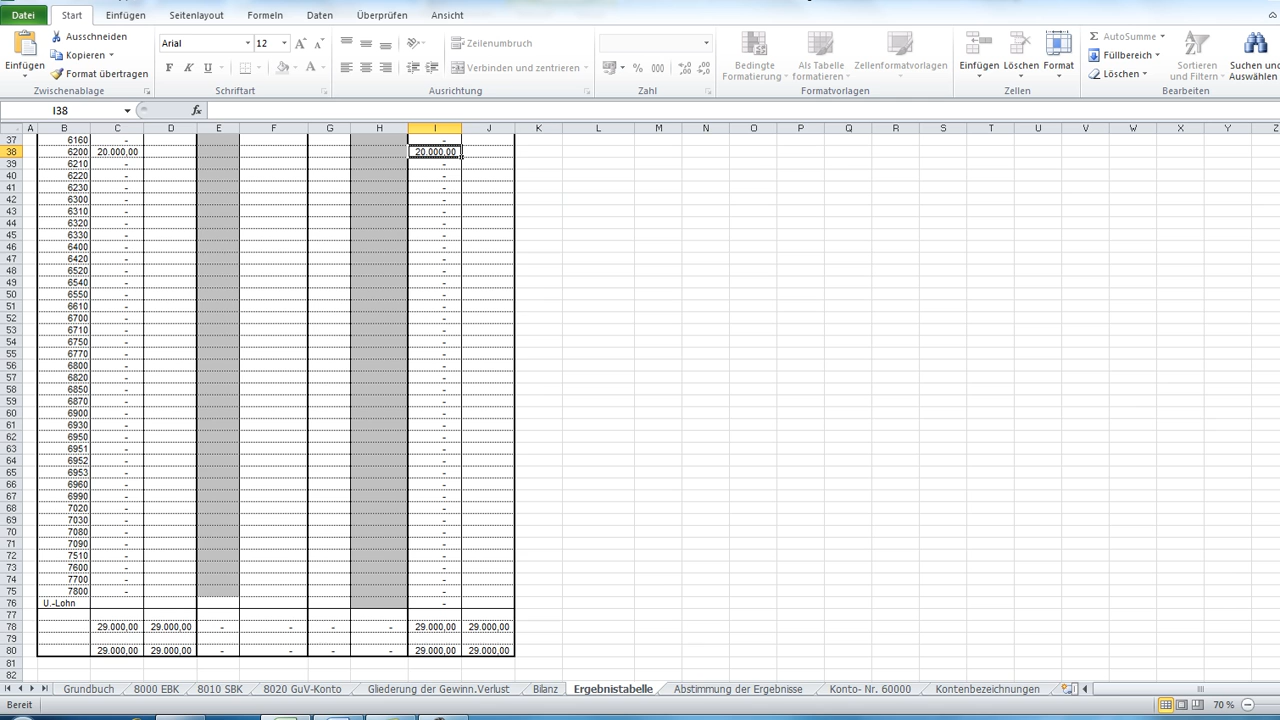 Datei Start Einfügen Seitenlayout Formeln Daten Überprüfen Ansicht
Einfügen
Ausschneiden
Kopieren
Format übertragen
Zwischenablage
Arial 12
F K U
Schriftart
Zeilenumbruch
Verbinden und zentrieren
Ausrichtung
% 000
Zahl
Bedingte Formatierung
Als Tabelle formatieren
Zellenformatvorlagen
Formatvorlagen
Einfügen Löschen Format
Zellen
Σ AutoSumme
Füllbereich
Löschen
Sortieren und Filtern
Suchen und Auswählen
Bearbeiten
I38 fx
A B C D E F G H I J K L M N O P Q R S T U V W X Y Z
37 6160 - -
38 6200 20.000,00 20.000,00
39 6210 - -
40 6220 - -
41 6230 - -
42 6300 - -
43 6310 - -
44 6320 - -
45 6330 - -
46 6400 - -
47 6420 - -
48 6520 - -
49 6540 - -
50 6550 - -
51 6610 - -
52 6700 - -
53 6710 - -
54 6750 - -
55 6770 - -
56 6800 - -
57 6820 - -
58 6850 - -
59 6870 - -
60 6900 - -
61 6930 - -
62 6950 - -
63 6951 - -
64 6952 - -
65 6953 - -
66 6960 - -
67 6990 - -
68 7020 - -
69 7030 - -
70 7080 - -
71 7090 - -
72 7510 - -
73 7600 - -
74 7700 - -
75 7800 - -
76 U.-Lohn -
77
78 29.000,00 29.000,00 - - - - 29.000,00 29.000,00
79
80 29.000,00 29.000,00 - - - - 29.000,00 29.000,00
81
82
Grundbuch 8000 EBK 8010 SBK 8020 GuV-Konto Gliederung der Gewinn.Verlust Bilanz Ergebnistabelle Abstimmung der Ergebnisse Konto- Nr. 60000 Kontenbezeichnungen
Bereit 70 %